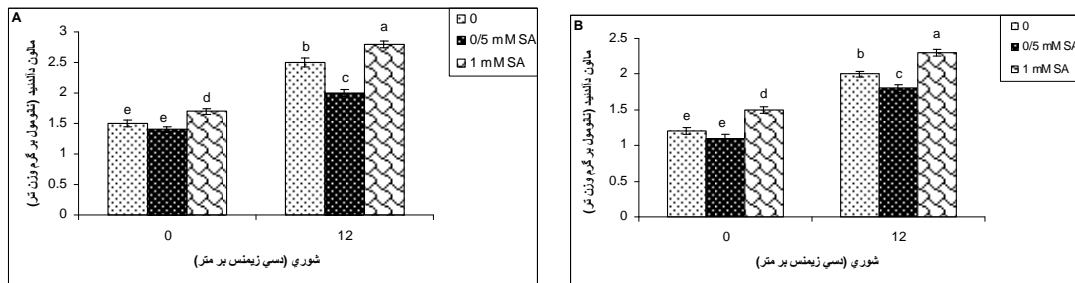 A
مالون دآلدئيد (نانومول بر گرم وزن تر)
3
2.5
2
1.5
1
0.5
0
e
e
d
b
c
a
0
12
شوري (دسي زيمنس بر متر)
0
0/5 mM SA
1 mM SA
B
مالون دآلدئيد (نانومول بر گرم وزن تر)
2.5
2
1.5
1
0.5
0
e
e
d
b
c
a
0
12
شوري (دسي زيمنس بر متر)
0
0/5 mM SA
1 mM SA